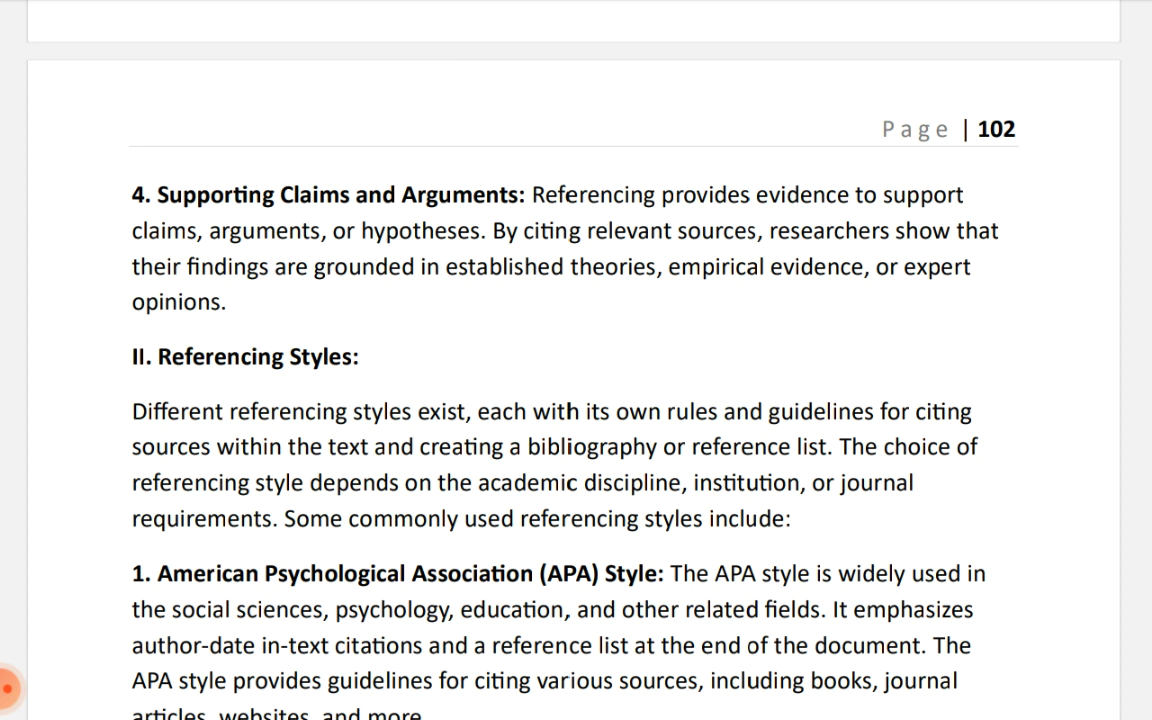 Page | 102
4. Supporting Claims and Arguments: Referencing provides evidence to support
claims, arguments, or hypotheses. By citing relevant sources, researchers show that
their findings are grounded in established theories, empirical evidence, or expert
opinions.
II. Referencing Styles:
Different referencing styles exist, each with its own rules and guidelines for citing
sources within the text and creating a bibliography or reference list. The choice of
referencing style depends on the academic discipline, institution, or journal
requirements. Some commonly used referencing styles include:
1. American Psychological Association (APA) Style: The APA style is widely used in
the social sciences, psychology, education, and other related fields. It emphasizes
author-date in-text citations and a reference list at the end of the document. The
APA style provides guidelines for citing various sources, including books, journal
articles, websites, and more.